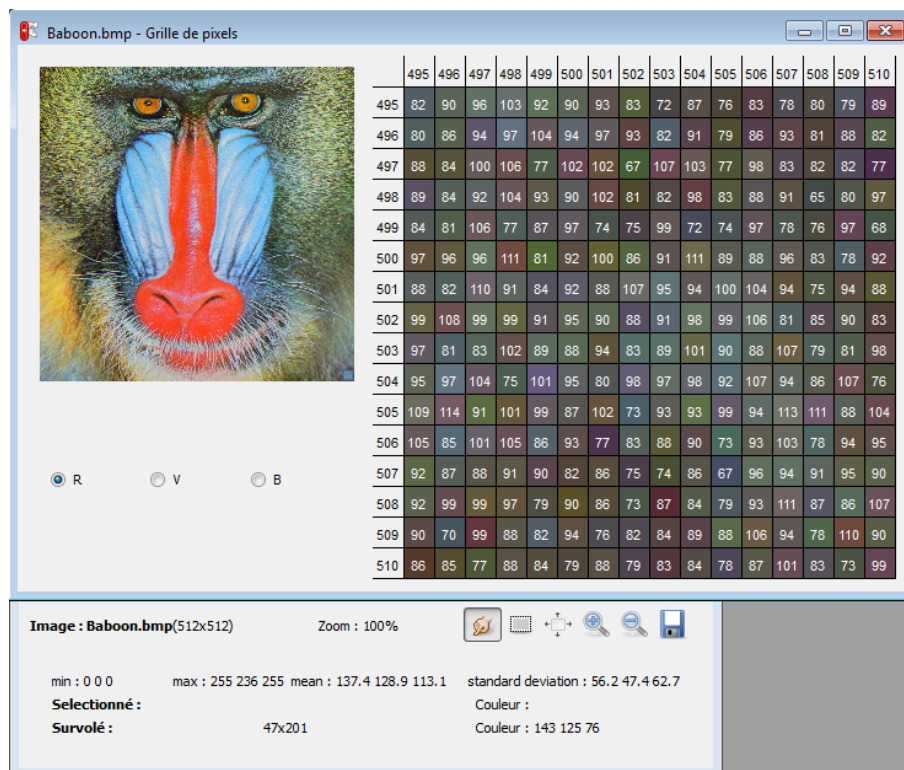 Baboon.bmp - Grille de pixels
495 496 497 498 499 500 501 502 503 504 505 506 507 508 509 510
495 82 90 96 103 92 90 93 83 72 87 76 83 78 80 79 89
496 80 86 94 97 104 94 97 93 82 91 79 86 93 81 88 82
497 88 84 100 106 77 102 102 67 107 103 77 98 83 82 82 77
498 89 84 92 104 93 90 102 81 82 98 83 88 91 65 80 97
499 84 81 106 77 87 97 74 75 99 72 74 97 78 76 97 68
500 97 96 96 111 81 92 100 86 91 111 89 88 96 83 78 92
501 88 82 110 91 84 92 88 107 95 94 100 104 94 75 94 88
502 99 108 99 99 91 95 90 88 91 98 99 106 81 85 90 83
503 97 81 83 102 89 88 94 83 89 101 90 88 107 79 81 98
504 95 97 104 75 101 95 80 98 97 98 92 107 94 86 107 76
505 109 114 91 101 99 87 102 73 93 93 99 94 113 111 88 104
506 105 85 101 105 86 93 77 83 88 90 73 93 103 78 94 95
R V B
507 92 87 88 91 90 82 86 75 74 86 67 96 94 91 95 90
508 92 99 99 97 79 90 86 73 87 84 79 93 111 87 86 107
509 90 70 99 88 82 94 76 82 84 89 88 106 94 78 110 90
510 86 85 77 88 84 79 88 79 83 84 78 87 101 83 73 99
Image : Baboon.bmp(512x512) Zoom : 100%
min : 0 0 0 max : 255 236 255 mean : 137.4 128.9 113.1 standard deviation : 56.2 47.4 62.7
Selectionné : Couleur :
Survolé : 47x201 Couleur : 143 125 76